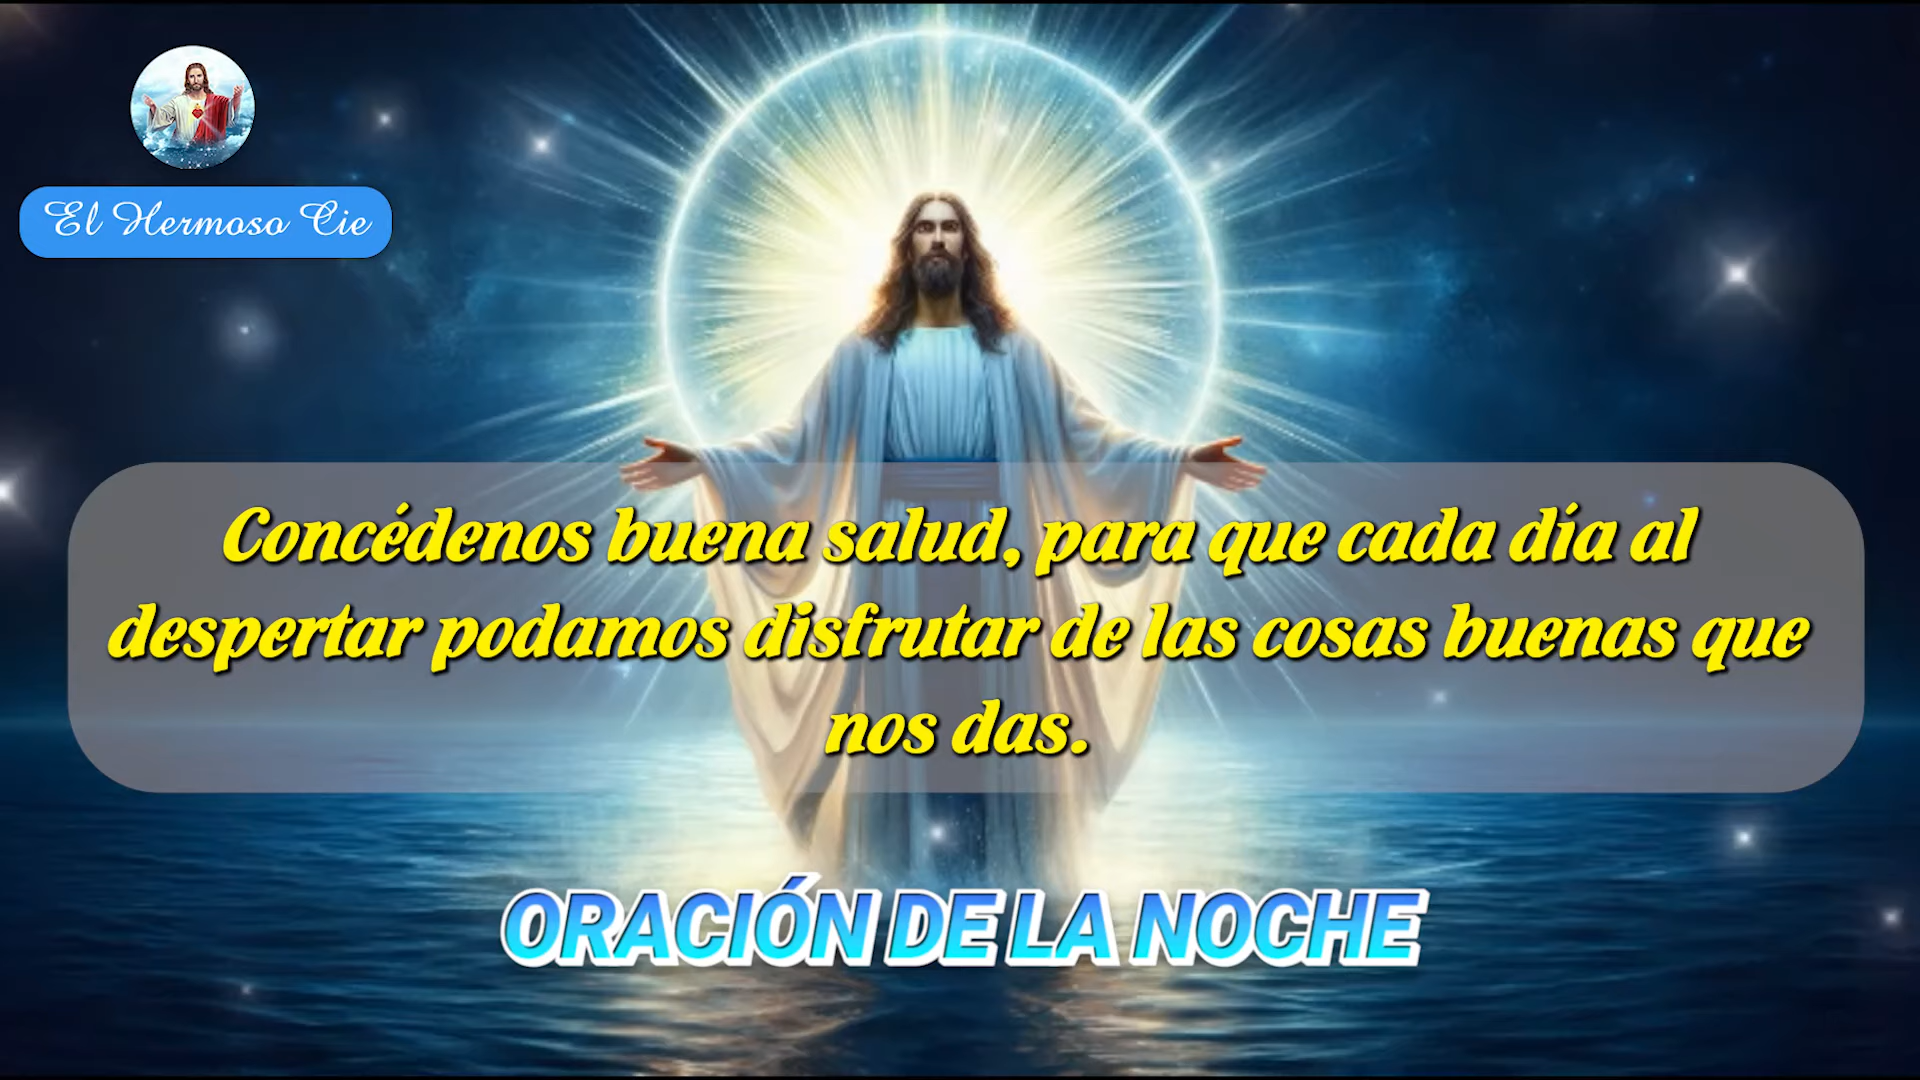 El Hermoso Cie
Concédenos buena salud, para que cada día al
despertar podamos disfrutar de las cosas buenas que
nos das.
ORACIÓN DE LA NOCHE